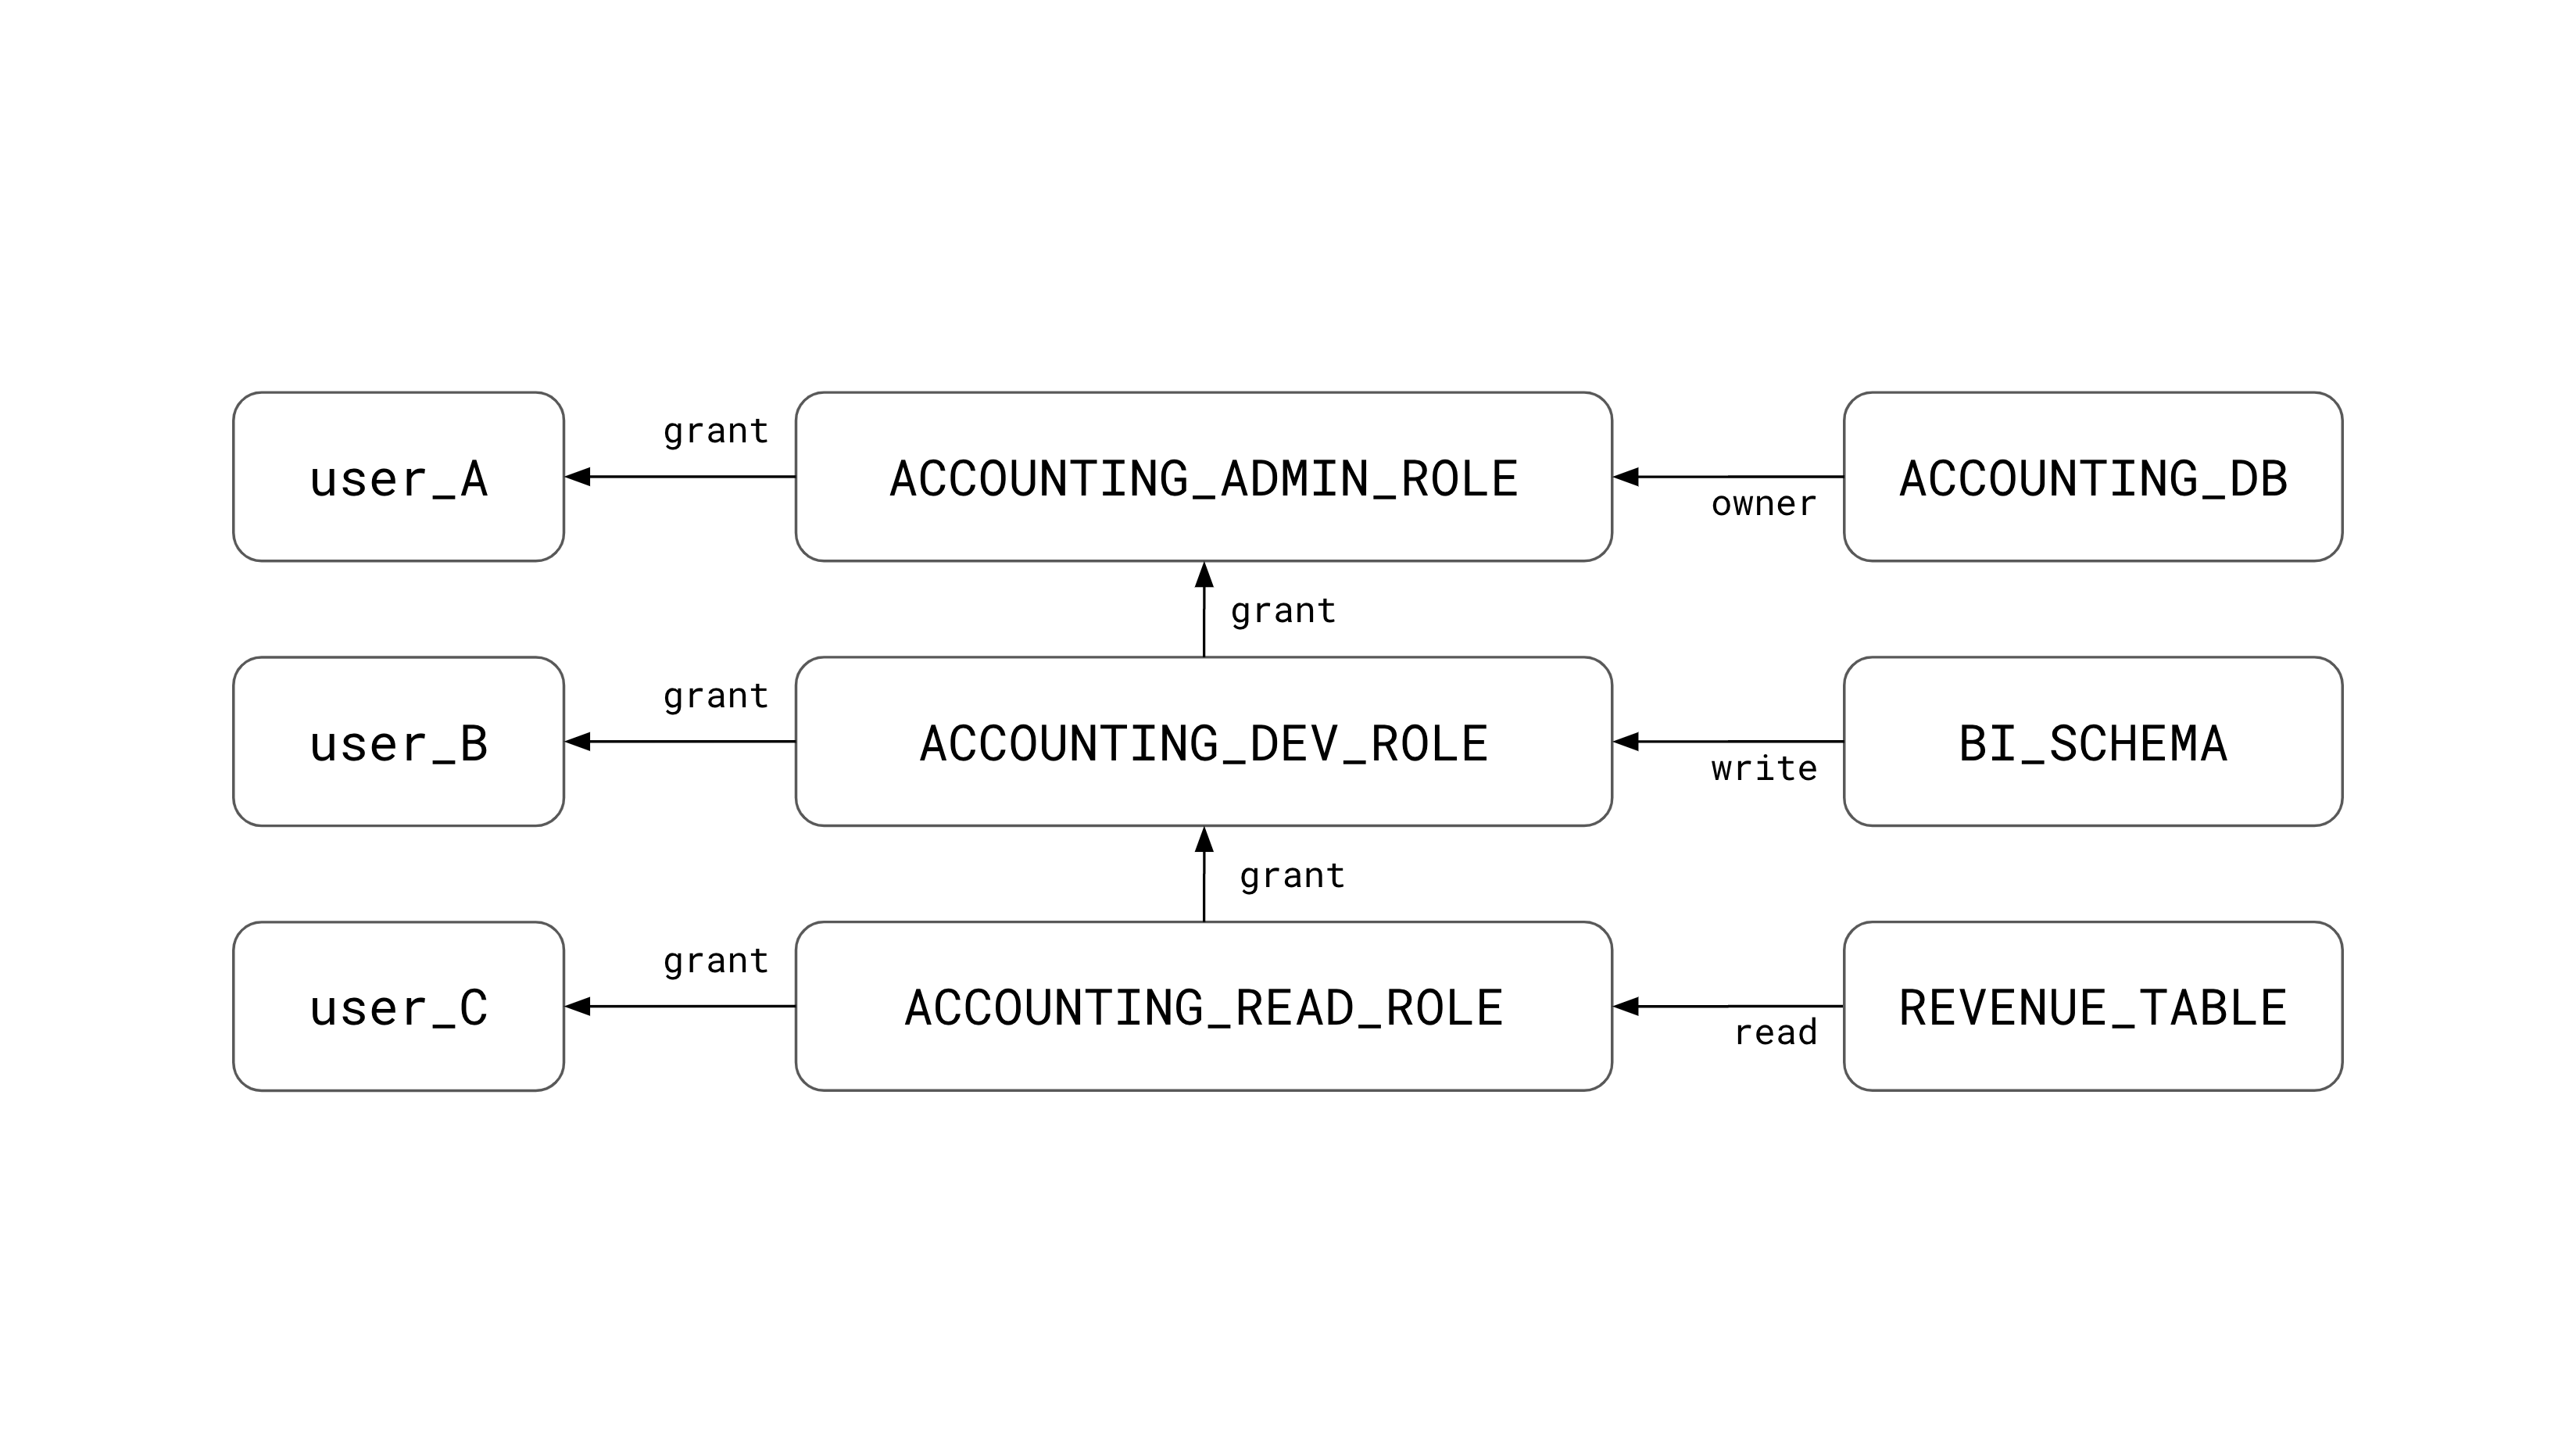 grant
user_A
ACCOUNTING_ADMIN_ROLE
ACCOUNTING_DB
owner
grant
grant
user_B
ACCOUNTING_DEV_ROLE
BI_SCHEMA
write
grant
grant
user_C
ACCOUNTING_READ_ROLE
REVENUE_TABLE
read